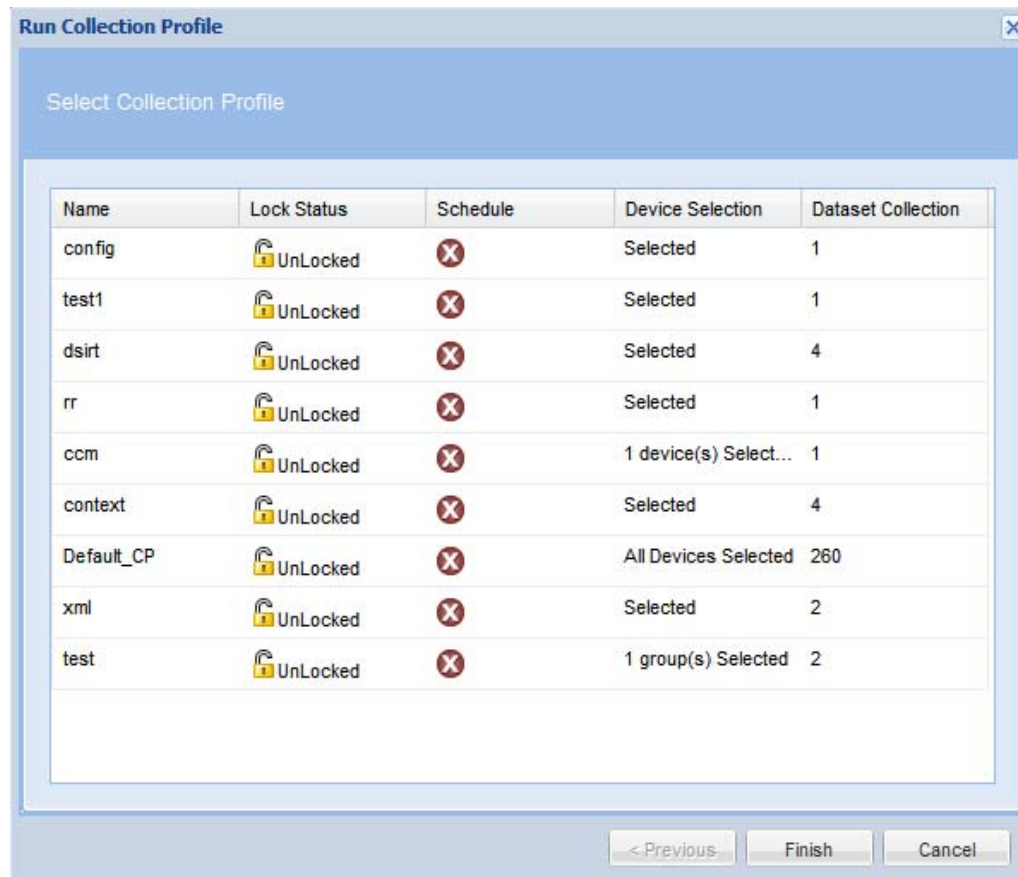 Run Collection Profile
Select Collection Profile
Name Lock Status Schedule Device Selection Dataset Collection
config UnLocked Selected 1
test1 UnLocked Selected 1
dsirt UnLocked Selected 4
rr UnLocked Selected 1
ccm UnLocked 1 device(s) Select... 1
context UnLocked Selected 4
Default_CP UnLocked All Devices Selected 260
xml UnLocked Selected 2
test UnLocked 1 group(s) Selected 2
< Previous Finish Cancel